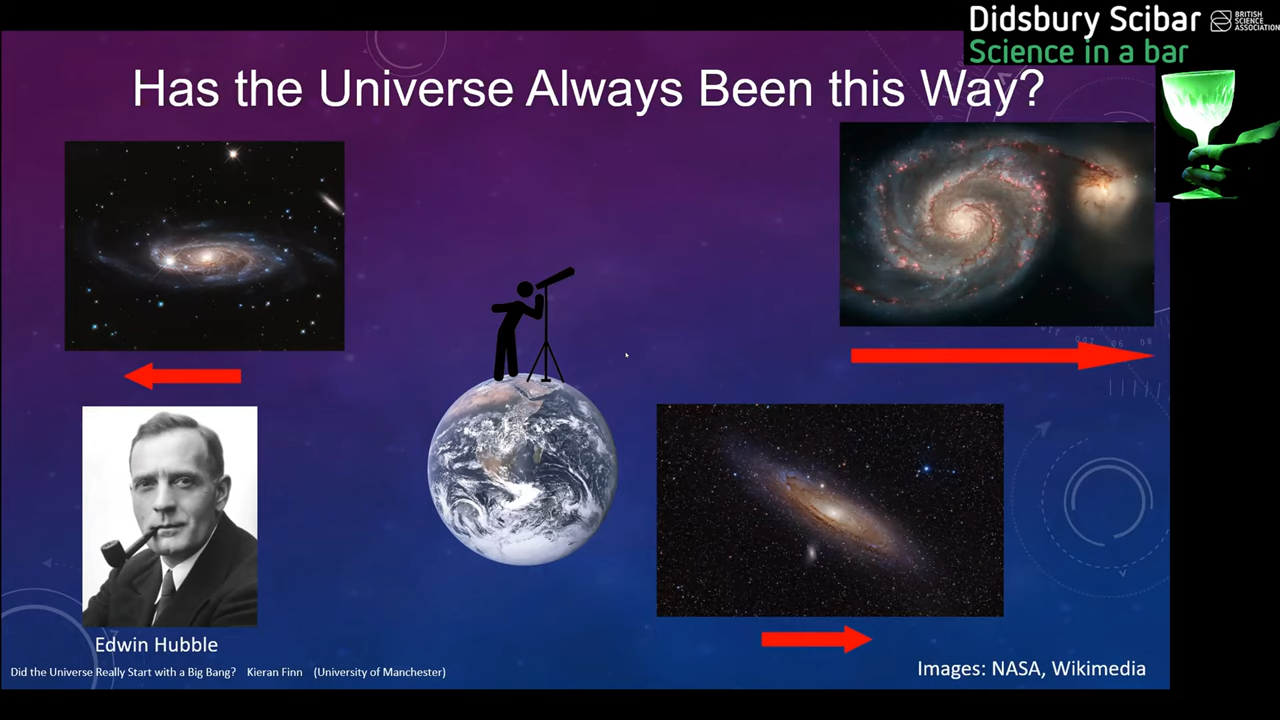 Didsbury Scibar
BRITISH
SCIENCE
ASSOCIATION
Science in a bar
Has the Universe Always Been this Way?
Edwin Hubble
Did the Universe Really Start with a Big Bang? Kieran Finn (University of Manchester)
Images: NASA, Wikimedia